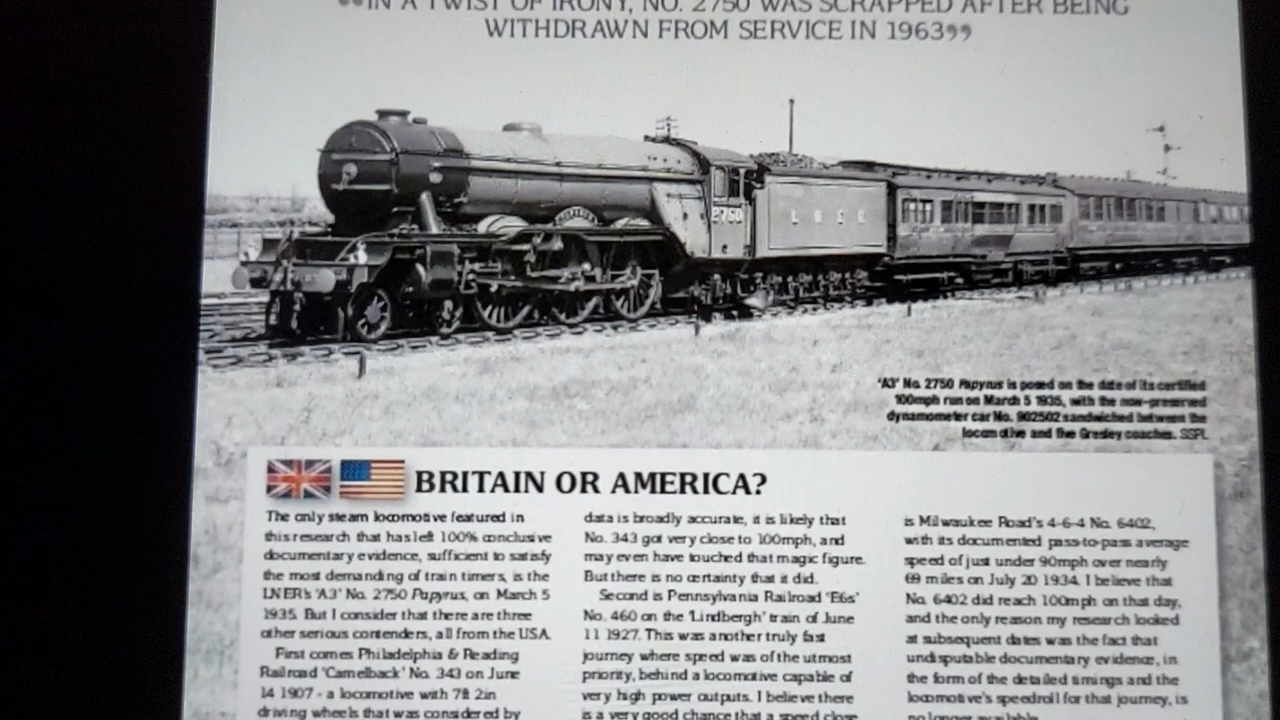 “IN A TWIST OF IRONY, NO. 2750 WAS SCRAPPED AFTER BEING
WITHDRAWN FROM SERVICE IN 1963”
2750
L N E R
‘A3’ No. 2750 Papyrus is posed on the date of its certified
100mph run on March 5 1935, with the now-preserved
dynamometer car No. 902502 sandwiched between the
locomotive and five Gresley coaches. SSPL
BRITAIN OR AMERICA?
The only steam locomotive featured in
this research that has left 100% conclusive
documentary evidence, sufficient to satisfy
the most demanding of train timers, is the
LNER’s ‘A3’ No. 2750 Papyrus, on March 5
1935. But I consider that there are three
other serious contenders, all from the USA.
First comes Philadelphia & Reading
Railroad ‘Camelback’ No. 343 on June
14 1907 - a locomotive with 7ft 2in
driving wheels that was considered by
data is broadly accurate, it is likely that
No. 343 got very close to 100mph, and
may even have touched that magic figure.
But there is no certainty that it did.
Second is Pennsylvania Railroad ‘E6s’
No. 460 on the ‘Lindbergh’ train of June
11 1927. This was another truly fast
journey where speed was of the utmost
priority, behind a locomotive capable of
very high power outputs. I believe there
is a very good chance that a speed close
is Milwaukee Road’s 4-6-4 No. 6402,
with its documented pass-to-pass average
speed of just under 90mph over nearly
69 miles on July 20 1934. I believe that
No. 6402 did reach 100mph on that day,
and the only reason my research looked
at subsequent dates was the fact that
undisputable documentary evidence, in
the form of the detailed timings and the
locomotive’s speed roll for that journey, is
no longer available.